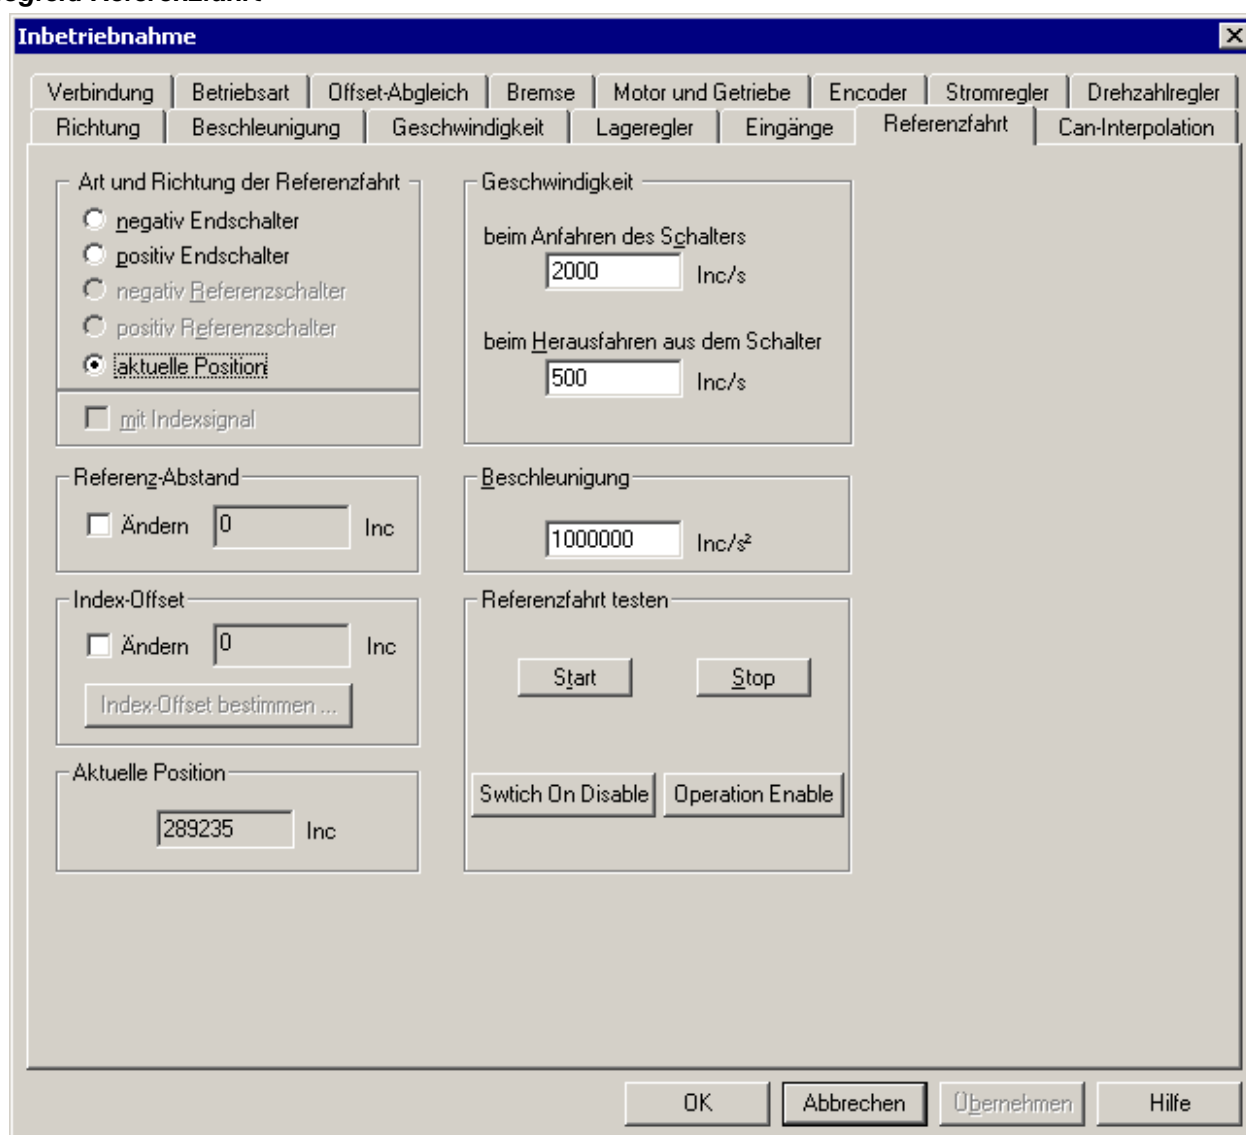 Inbetriebnahme
Verbindung Betriebsart Offset-Abgleich Bremse Motor und Getriebe Encoder Stromregler Drehzahlregler
Richtung Beschleunigung Geschwindigkeit Lageregler Eingänge Referenzfahrt Can-Interpolation
Art und Richtung der Referenzfahrt
negativ Endschalter
positiv Endschalter
negativ Referenzschalter
positiv Referenzschalter
aktuelle Position
mit Indexsignal
Geschwindigkeit
beim Anfahren des Schalters
2000 Inc/s
beim Herausfahren aus dem Schalter
500 Inc/s
Referenz-Abstand
Ändern 0 Inc
Beschleunigung
1000000 Inc/s²
Index-Offset
Ändern 0 Inc
Index-Offset bestimmen ...
Referenzfahrt testen
Start Stop
Swtich On Disable Operation Enable
Aktuelle Position
289235 Inc
OK Abbrechen Übernehmen Hilfe